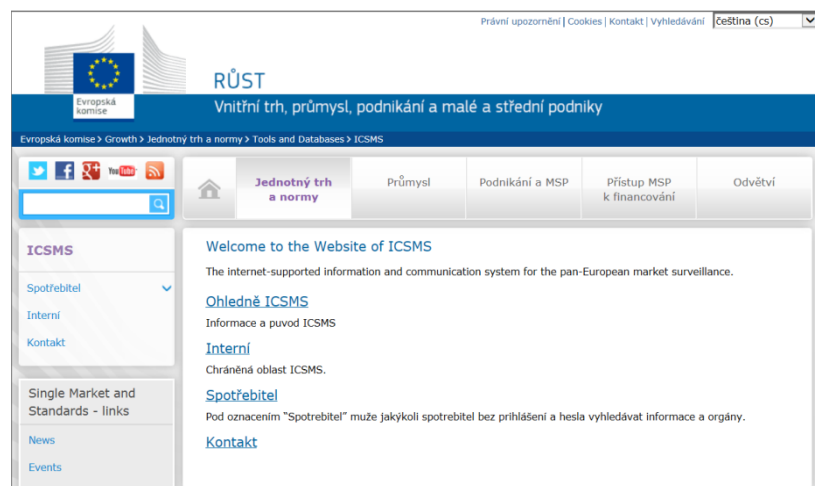 Právní upozornění | Cookies | Kontakt | Vyhledávání čeština (cs)
Evropská
komise
RŮST
Vnitřní trh, průmysl, podnikání a malé a střední podniky
Evropská komise > Growth > Jednotný trh a normy > Tools and Databases > ICSMS
You Tube
Jednotný trh
a normy
Průmysl
Podnikání a MSP
Přístup MSP
k financování
Odvětví
ICSMS
Spotřebitel
Interní
Kontakt
Single Market and
Standards - links
News
Events
Welcome to the Website of ICSMS
The internet-supported information and communication system for the pan-European market surveillance.
Ohledně ICSMS
Informace a puvod ICSMS
Interní
Chráněná oblast ICSMS.
Spotřebitel
Pod oznacením "Spotrebitel" muže jakýkoli spotrebitel bez prihlášení a hesla vyhledávat informace a orgány.
Kontakt